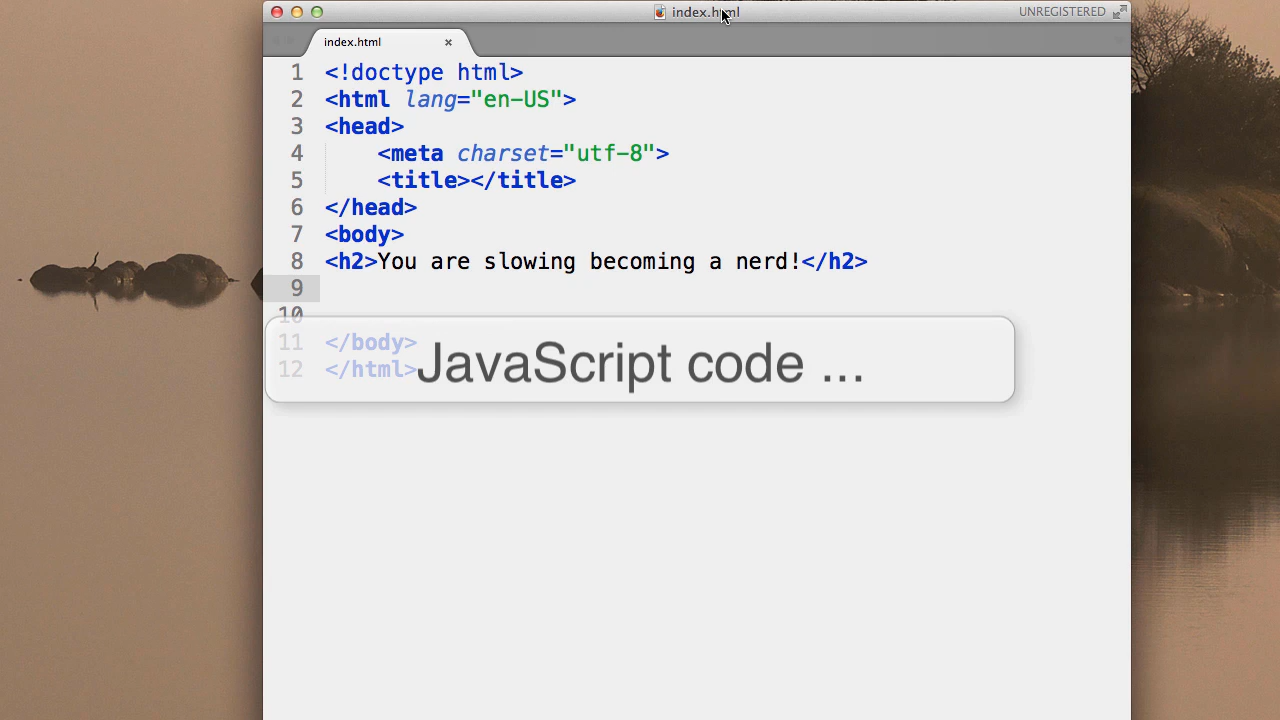 index.html
UNREGISTERED
index.html ×
1 <!doctype html>
2 <html lang="en-US">
3 <head>
4 <meta charset="utf-8">
5 <title></title>
6 </head>
7 <body>
8 <h2>You are slowing becoming a nerd!</h2>
9
10
11 </body>
12 </html>
JavaScript code ...